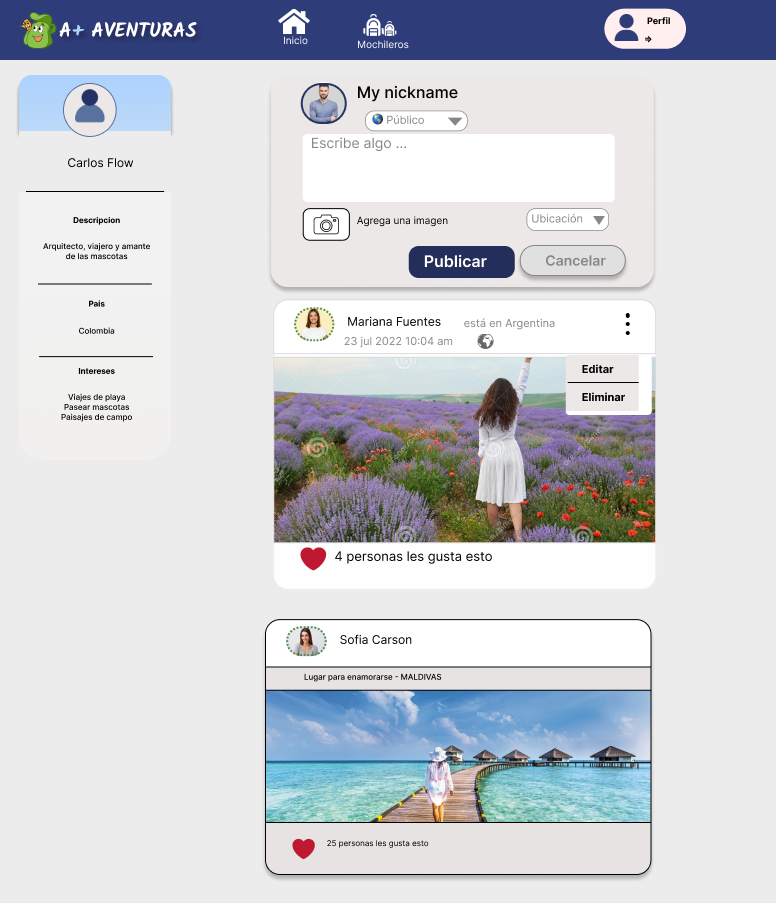 A+ AVENTURAS
Inicio
Mochileros
Perfil
Carlos Flow
Descripcion
Arquitecto, viajero y amante
de las mascotas
Pais
Colombia
Intereses
Viajes de playa
Pasear mascotas
Paisajes de campo
My nickname
Público
Escribe algo ...
Agrega una imagen
Ubicación
Publicar
Cancelar
Mariana Fuentes está en Argentina
23 jul 2022 10:04 am
Editar
Eliminar
4 personas les gusta esto
Sofia Carson
Lugar para enamorarse - MALDIVAS
25 personas les gusta esto